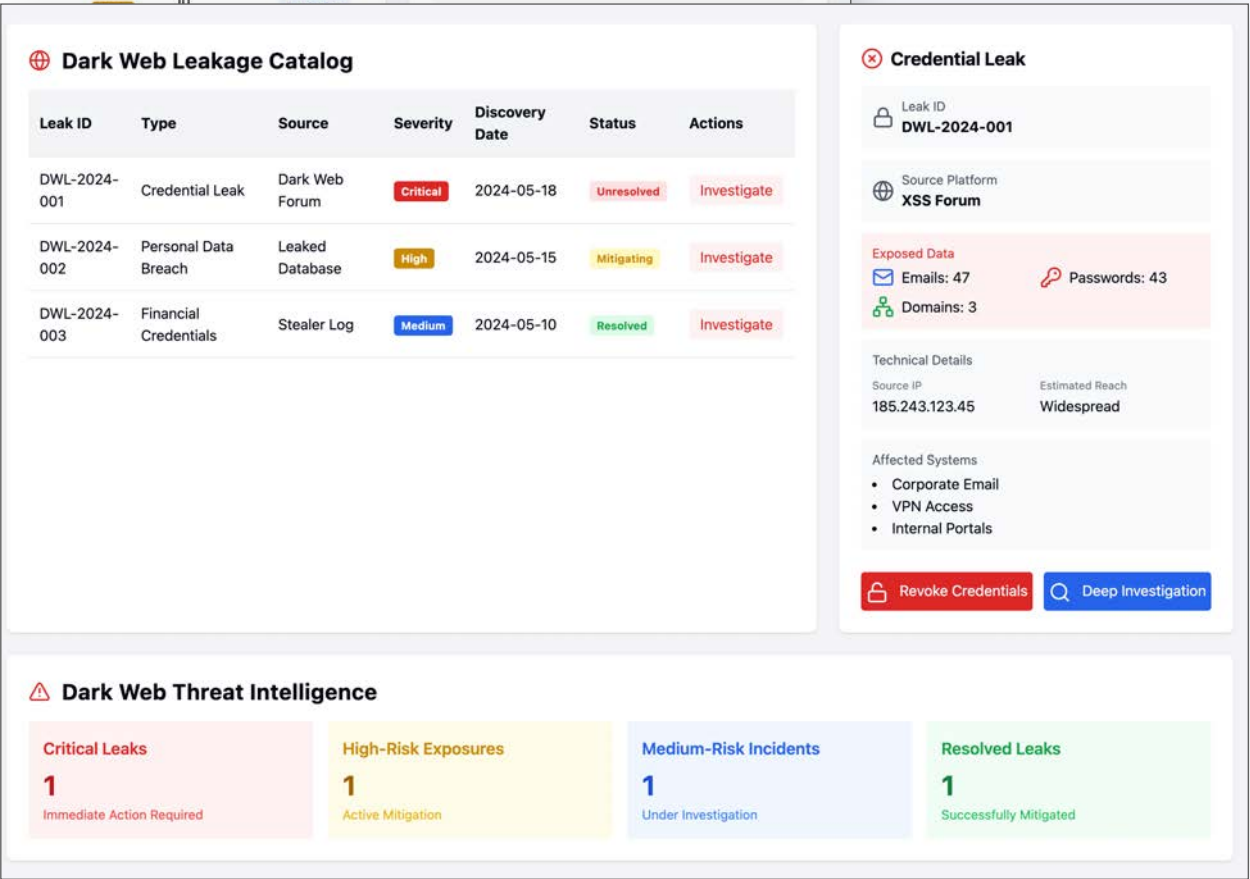 Dark Web Leakage Catalog
Leak ID Type Source Severity Discovery Date Status Actions
DWL-2024-001 Credential Leak Dark Web Forum Critical 2024-05-18 Unresolved Investigate
DWL-2024-002 Personal Data Breach Leaked Database High 2024-05-15 Mitigating Investigate
DWL-2024-003 Financial Credentials Stealer Log Medium 2024-05-10 Resolved Investigate
Credential Leak
Leak ID
DWL-2024-001
Source Platform
XSS Forum
Exposed Data
Emails: 47 Passwords: 43
Domains: 3
Technical Details
Source IP Estimated Reach
185.243.123.45 Widespread
Affected Systems
• Corporate Email
• VPN Access
• Internal Portals
Revoke Credentials Deep Investigation
Dark Web Threat Intelligence
Critical Leaks
1
Immediate Action Required
High-Risk Exposures
1
Active Mitigation
Medium-Risk Incidents
1
Under Investigation
Resolved Leaks
1
Successfully Mitigated